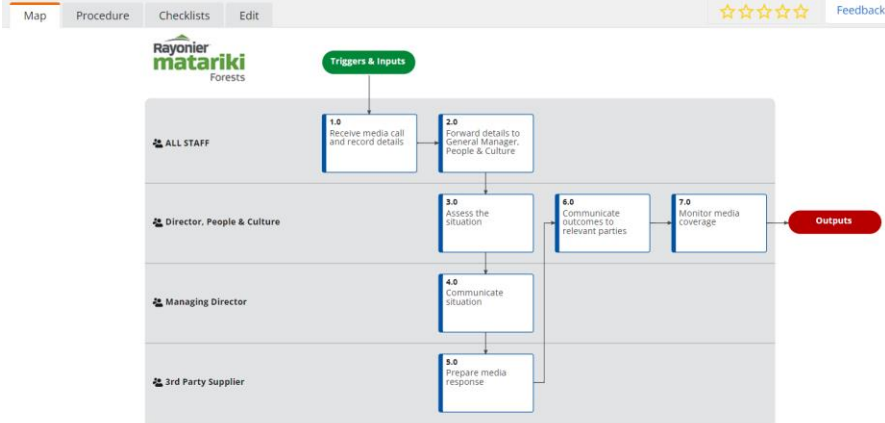 Map Procedure Checklists Edit Feedback
Rayonier
matariki
Forests
Triggers & Inputs
ALL STAFF
1.0
Receive media call
and record details
2.0
Forward details to
General Manager,
People & Culture
Director, People & Culture
3.0
Assess the
situation
6.0
Communicate
outcomes to
relevant parties
7.0
Monitor media
coverage
Outputs
Managing Director
4.0
Communicate
situation
3rd Party Supplier
5.0
Prepare media
response